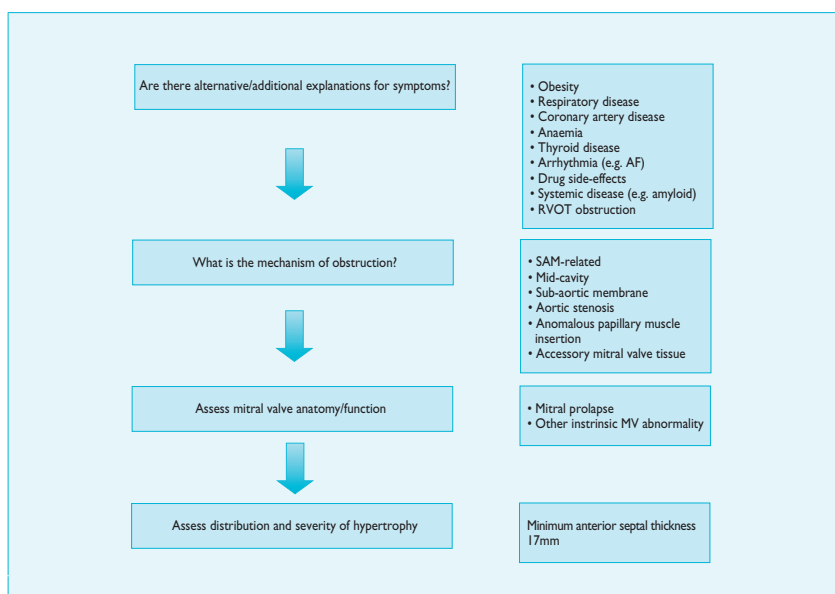 Are there alternative/additional explanations for symptoms?
• Obesity
• Respiratory disease
• Coronary artery disease
• Anaemia
• Thyroid disease
• Arrhythmia (e.g. AF)
• Drug side-effects
• Systemic disease (e.g. amyloid)
• RVOT obstruction
What is the mechanism of obstruction?
• SAM-related
• Mid-cavity
• Sub-aortic membrane
• Aortic stenosis
• Anomalous papillary muscle
insertion
• Accessory mitral valve tissue
Assess mitral valve anatomy/function
• Mitral prolapse
• Other instrinsic MV abnormality
Assess distribution and severity of hypertrophy
Minimum anterior septal thickness
17mm